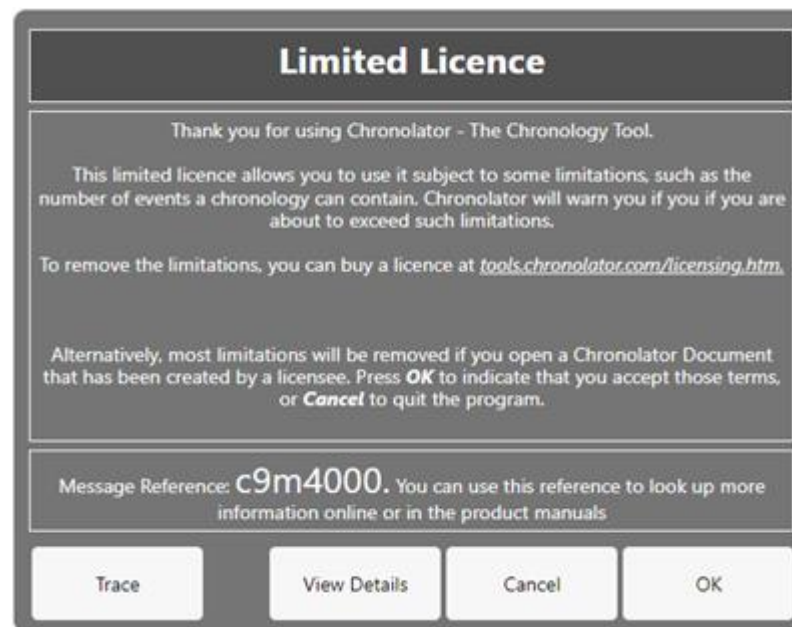 Limited Licence
Thank you for using Chronolator - The Chronology Tool.
This limited licence allows you to use it subject to some limitations, such as the
number of events a chronology can contain. Chronolator will warn you if you if you are
about to exceed such limitations.
To remove the limitations, you can buy a licence at tools.chronolator.com/licensing.htm.
Alternatively, most limitations will be removed if you open a Chronolator Document
that has been created by a licensee. Press OK to indicate that you accept those terms,
or Cancel to quit the program.
Message Reference: c9m4000. You can use this reference to look up more
information online or in the product manuals
Trace
View Details
Cancel
OK